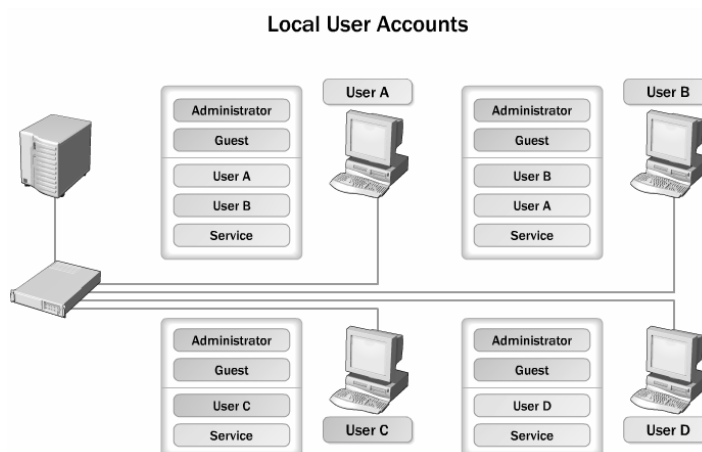 Local User Accounts
User A
Administrator
Guest
User A
User B
Service
User B
Administrator
Guest
User B
User A
Service
Administrator
Guest
User C
Service
User C
Administrator
Guest
User D
Service
User D